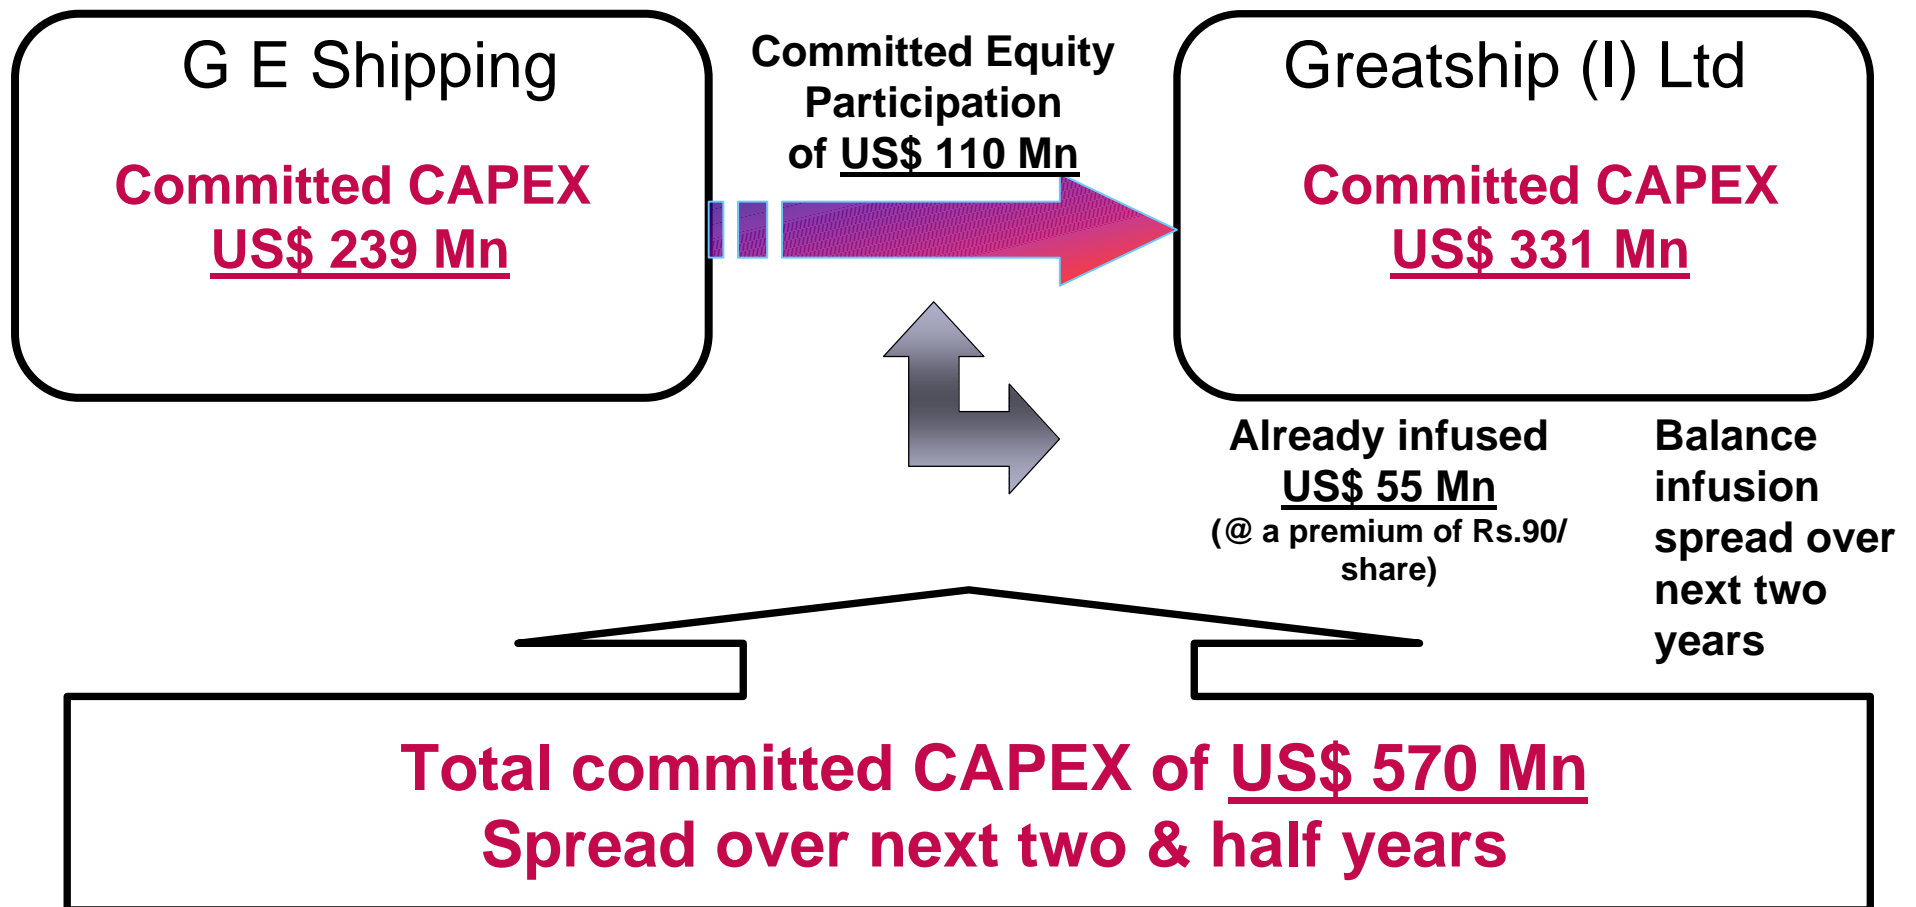 G E Shipping
Committed CAPEX
US$ 239 Mn
Committed Equity
Participation
of US$ 110 Mn
Greatship (I) Ltd
Committed CAPEX
US$ 331 Mn
Already infused
US$ 55 Mn
(@ a premium of Rs.90/
share)
Balance
infusion
spread over
next two
years
Total committed CAPEX of US$ 570 Mn
Spread over next two & half years